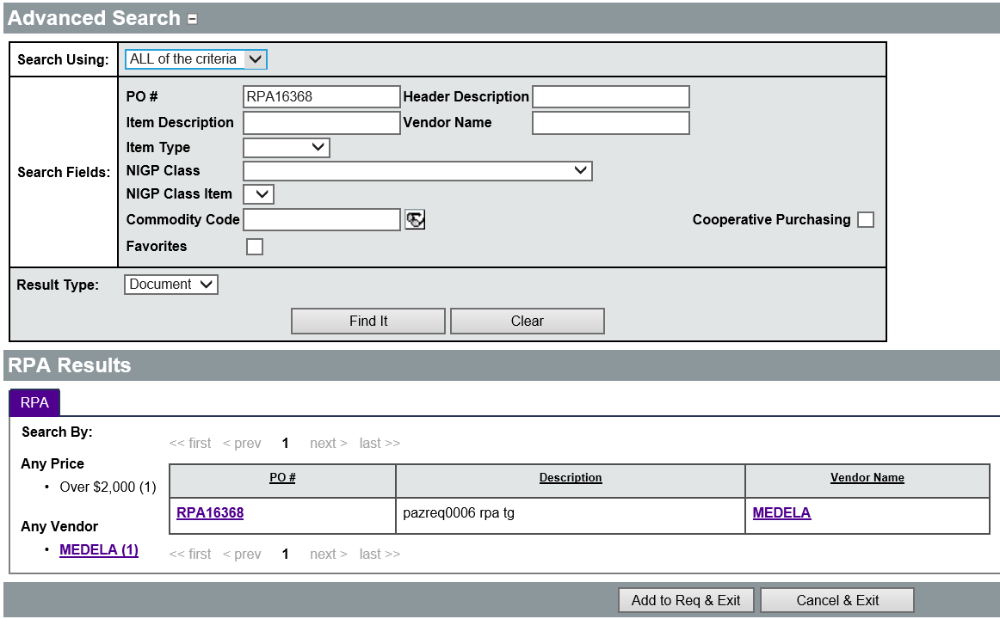 Advanced Search
Search Using: ALL of the criteria
Search Fields:
PO # RPA16368 Header Description
Item Description Vendor Name
Item Type
NIGP Class
NIGP Class Item
Commodity Code Cooperative Purchasing
Favorites
Result Type: Document
Find It Clear
RPA Results
RPA
Search By:
<< first < prev 1 next > last >>
Any Price
• Over $2,000 (1)
PO # Description Vendor Name
RPA16368 pazreq0006 rpa tg MEDELA
Any Vendor
• MEDELA (1)
<< first < prev 1 next > last >>
Add to Req & Exit Cancel & Exit